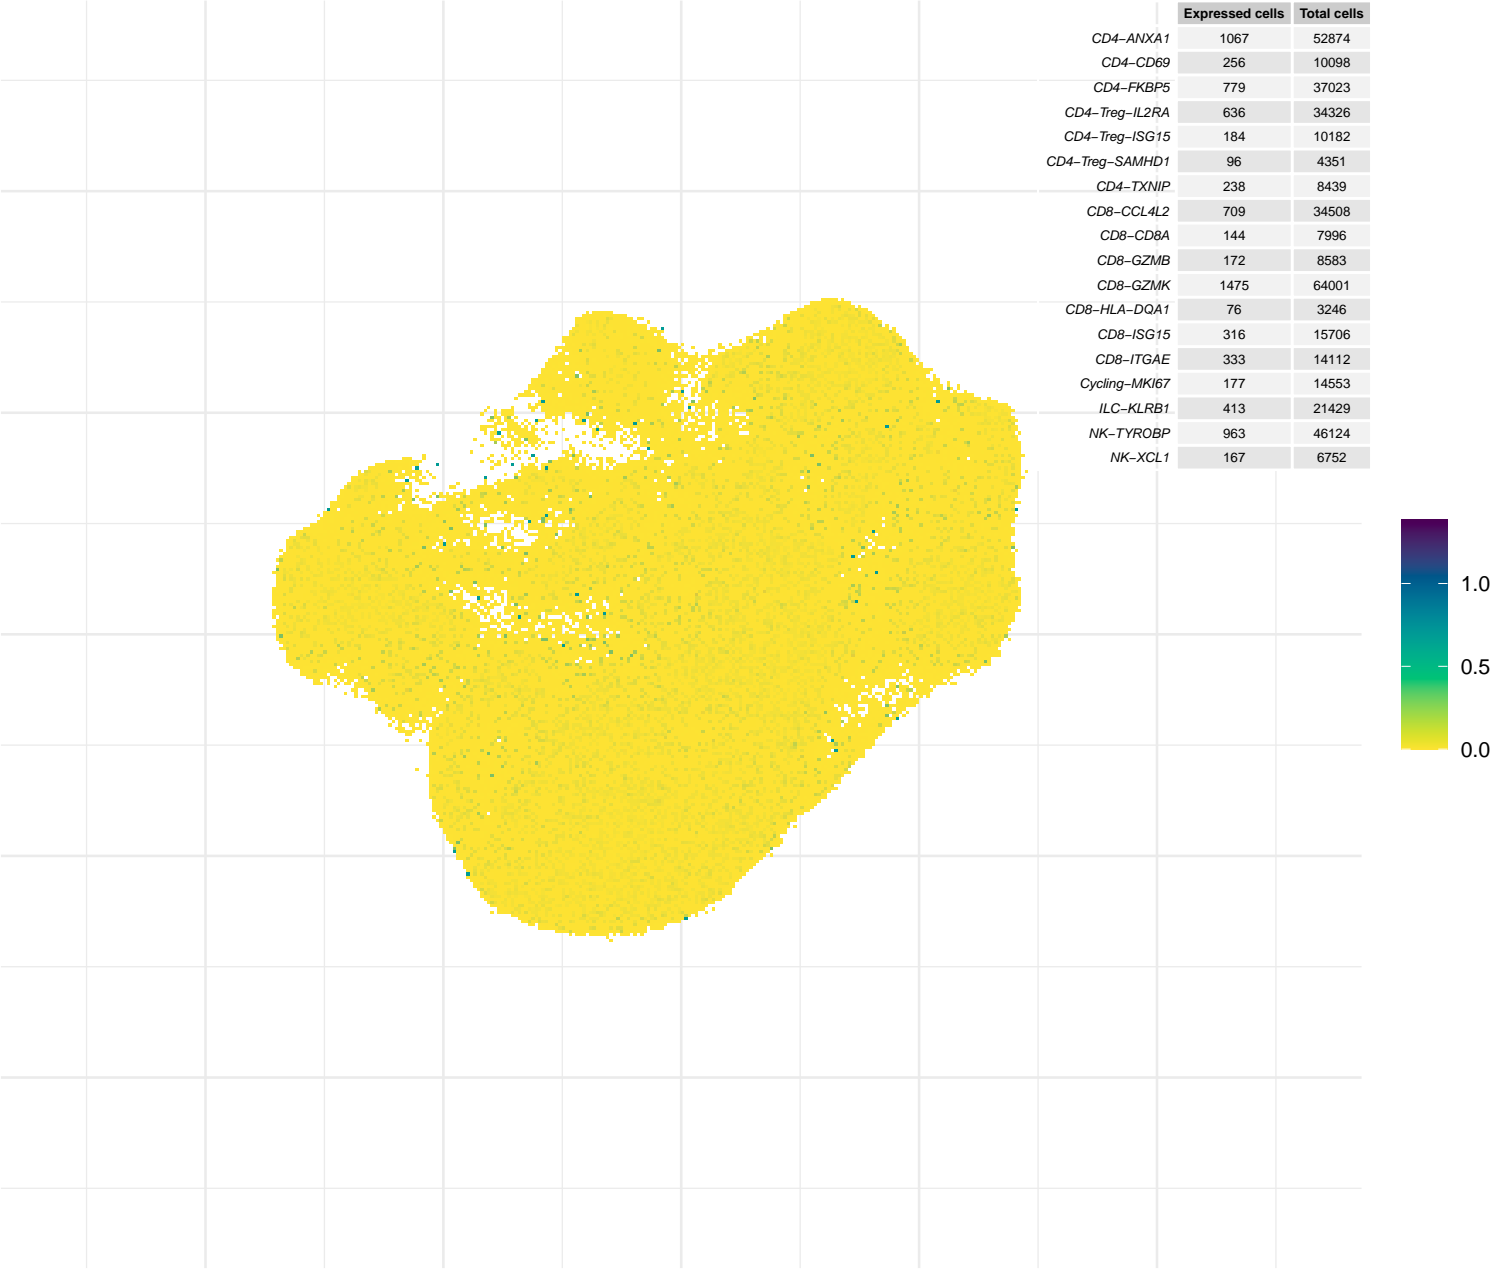 Expressed cells Total cells
CD4−ANXA1 1067 52874
CD4−CD69 256 10098
CD4−FKBP5 779 37023
CD4−Treg−IL2RA 636 34326
CD4−Treg−ISG15 184 10182
CD4−Treg−SAMHD1 96 4351
CD4−TXNIP 238 8439
CD8−CCL4L2 709 34508
CD8−CD8A 144 7996
CD8−GZMB 172 8583
CD8−GZMK 1475 64001
CD8−HLA−DQA1 76 3246
CD8−ISG15 316 15706
CD8−ITGAE 333 14112
Cycling−MKI67 177 14553
ILC−KLRB1 413 21429
NK−TYROBP 963 46124
NK−XCL1 167 6752
1.0
0.5
0.0